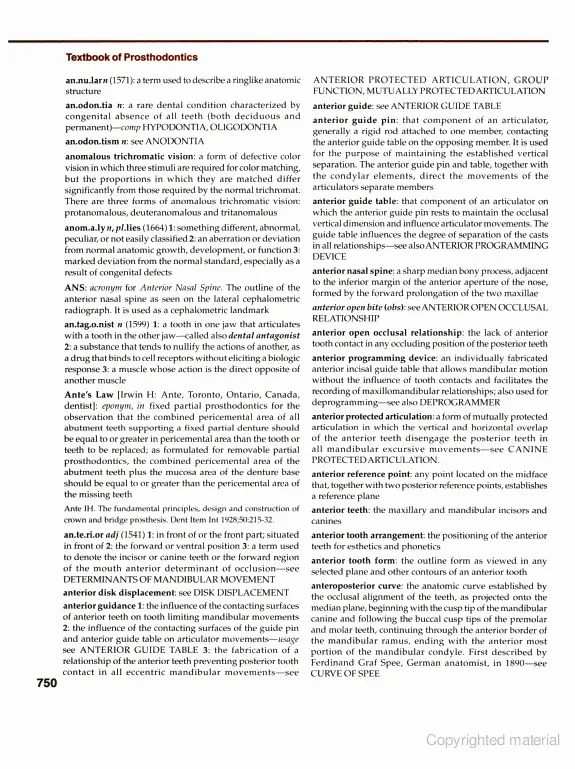 Textbook of Prosthodontics
an.nu.lar n (1571): a term used to describe a ringlike anatomic
structure
an.odon.tia n: a rare dental condition characterized by
congenital absence of all teeth (both deciduous and
permanent)—comp HYPODONTIA, OLIGODONTIA
an.odon.tism n: see ANODONTIA
anomalous trichromatic vision: a form of defective color
vision in which three stimuli are required for color matching,
but the proportions in which they are matched differ
significantly from those required by the normal trichromat.
There are three forms of anomalous trichromatic vision:
protanomalous, deuteranomalous and tritanomalous
anom.a.ly n, pl.lies (1664) 1: something different, abnormal,
peculiar, or not easily classified 2: an aberration or deviation
from normal anatomic growth, development, or function 3:
marked deviation from the normal standard, especially as a
result of congenital defects
ANS: acronym for Anterior Nasal Spine. The outline of the
anterior nasal spine as seen on the lateral cephalometric
radiograph. It is used as a cephalometric landmark
an.tag.o.nist n (1599) 1: a tooth in one jaw that articulates
with a tooth in the other jaw—called also dental antagonist
2: a substance that tends to nullify the actions of another, as
a drug that binds to cell receptors without eliciting a biologic
response 3: a muscle whose action is the direct opposite of
another muscle
Ante's Law [Irwin H: Ante, Toronto, Ontario, Canada,
dentist]: eponym, in fixed partial prosthodontics for the
observation that the combined pericemental area of all
abutment teeth supporting a fixed partial denture should
be equal to or greater in pericemental area than the tooth or
teeth to be replaced; as formulated for removable partial
prosthodontics, the combined pericemental area of the
abutment teeth plus the mucosa area of the denture base
should be equal to or greater than the pericemental area of
the missing teeth
Ante IH. The fundamental principles, design and construction of
crown and bridge prosthesis. Dent Item Int 1928;50:215-32.
an.te.ri.or adj (1541) 1: in front of or the front part; situated
in front of 2: the forward or ventral position 3: a term used
to denote the incisor or canine teeth or the forward region
of the mouth anterior determinant of occlusion—see
DETERMINANTS OF MANDIBULAR MOVEMENT
anterior disk displacement: see DISK DISPLACEMENT
anterior guidance 1: the influence of the contacting surfaces
of anterior teeth on tooth limiting mandibular movements
2: the influence of the contacting surfaces of the guide pin
and anterior guide table on articulator movements—usage
see ANTERIOR GUIDE TABLE 3: the fabrication of a
relationship of the anterior teeth preventing posterior tooth
contact in all eccentric mandibular movements—see
ANTERIOR PROTECTED ARTICULATION, GROUP
FUNCTION, MUTUALLY PROTECTED ARTICULATION
anterior guide: see ANTERIOR GUIDE TABLE
anterior guide pin: that component of an articulator,
generally a rigid rod attached to one member, contacting
the anterior guide table on the opposing member. It is used
for the purpose of maintaining the established vertical
separation. The anterior guide pin and table, together with
the condylar elements, direct the movements of the
articulators separate members
anterior guide table: that component of an articulator on
which the anterior guide pin rests to maintain the occlusal
vertical dimension and influence articulator movements. The
guide table influences the degree of separation of the casts
in all relationships—see also ANTERIOR PROGRAMMING
DEVICE
anterior nasal spine: a sharp median bony process, adjacent
to the inferior margin of the anterior aperture of the nose,
formed by the forward prolongation of the two maxillae
anterior open bite (obs): see ANTERIOR OPEN OCCLUSAL
RELATIONSHIP
anterior open occlusal relationship: the lack of anterior
tooth contact in any occluding position of the posterior teeth
anterior programming device: an individually fabricated
anterior incisal guide table that allows mandibular motion
without the influence of tooth contacts and facilitates the
recording of maxillomandibular relationships; also used for
deprogramming—see also DEPROGRAMMER
anterior protected articulation: a form of mutually protected
articulation in which the vertical and horizontal overlap
of the anterior teeth disengage the posterior teeth in
all mandibular excursive movements—see CANINE
PROTECTED ARTICULATION.
anterior reference point: any point located on the midface
that, together with two posterior reference points, establishes
a reference plane
anterior teeth: the maxillary and mandibular incisors and
canines
anterior tooth arrangement: the positioning of the anterior
teeth for esthetics and phonetics
anterior tooth form: the outline form as viewed in any
selected plane and other contours of an anterior tooth
anteroposterior curve: the anatomic curve established by
the occlusal alignment of the teeth, as projected onto the
median plane, beginning with the cusp tip of the mandibular
canine and following the buccal cusp tips of the premolar
and molar teeth, continuing through the anterior border of
the mandibular ramus, ending with the anterior most
portion of the mandibular condyle. First described by
Ferdinand Graf Spee, German anatomist, in 1890—see
CURVE OF SPEE
750
Copyrighted material